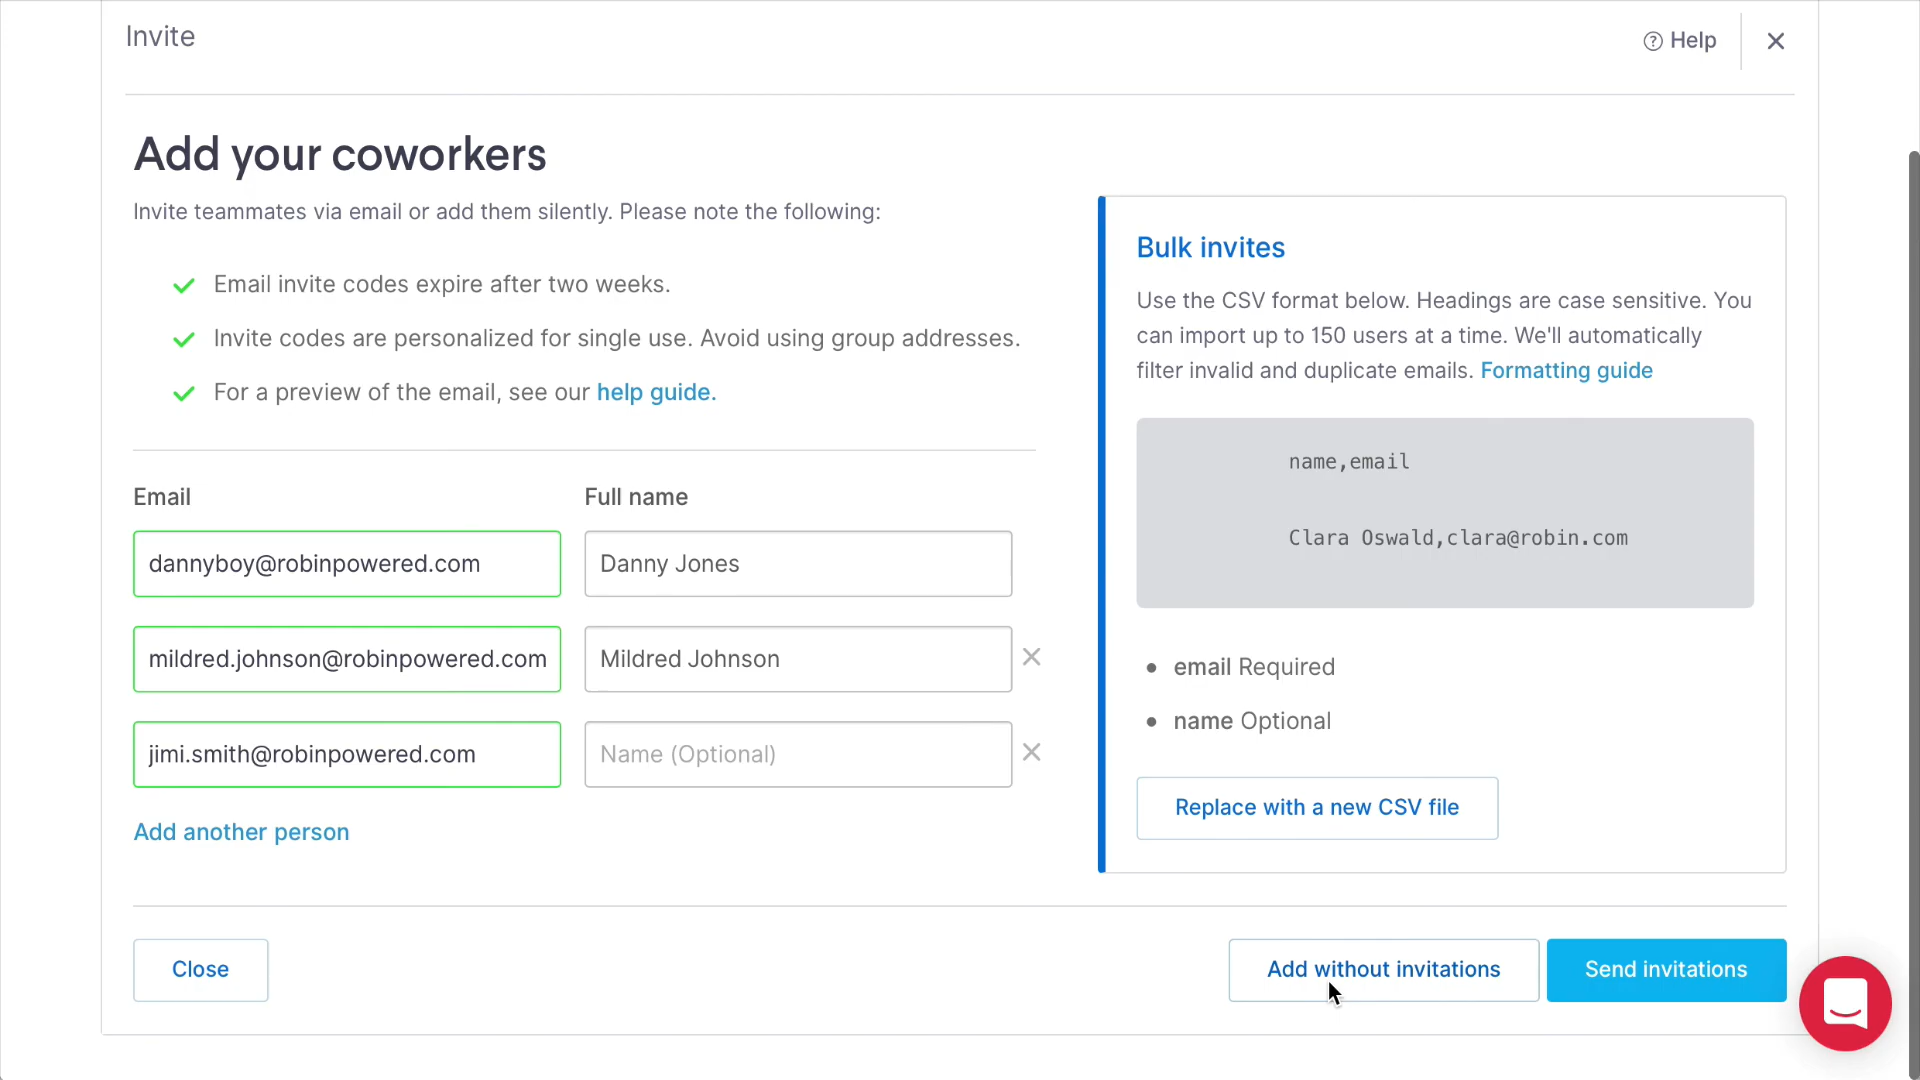 Invite
Help
Add your coworkers
Invite teammates via email or add them silently. Please note the following:
Email invite codes expire after two weeks.
Invite codes are personalized for single use. Avoid using group addresses.
For a preview of the email, see our help guide.
Email
Full name
dannyboy@robinpowered.com
Danny Jones
mildred.johnson@robinpowered.com
Mildred Johnson
jimi.smith@robinpowered.com
Name (Optional)
Add another person
Bulk invites
Use the CSV format below. Headings are case sensitive. You
can import up to 150 users at a time. We'll automatically
filter invalid and duplicate emails. Formatting guide
name,email
Clara Oswald,clara@robin.com
email Required
name Optional
Replace with a new CSV file
Close
Add without invitations
Send invitations